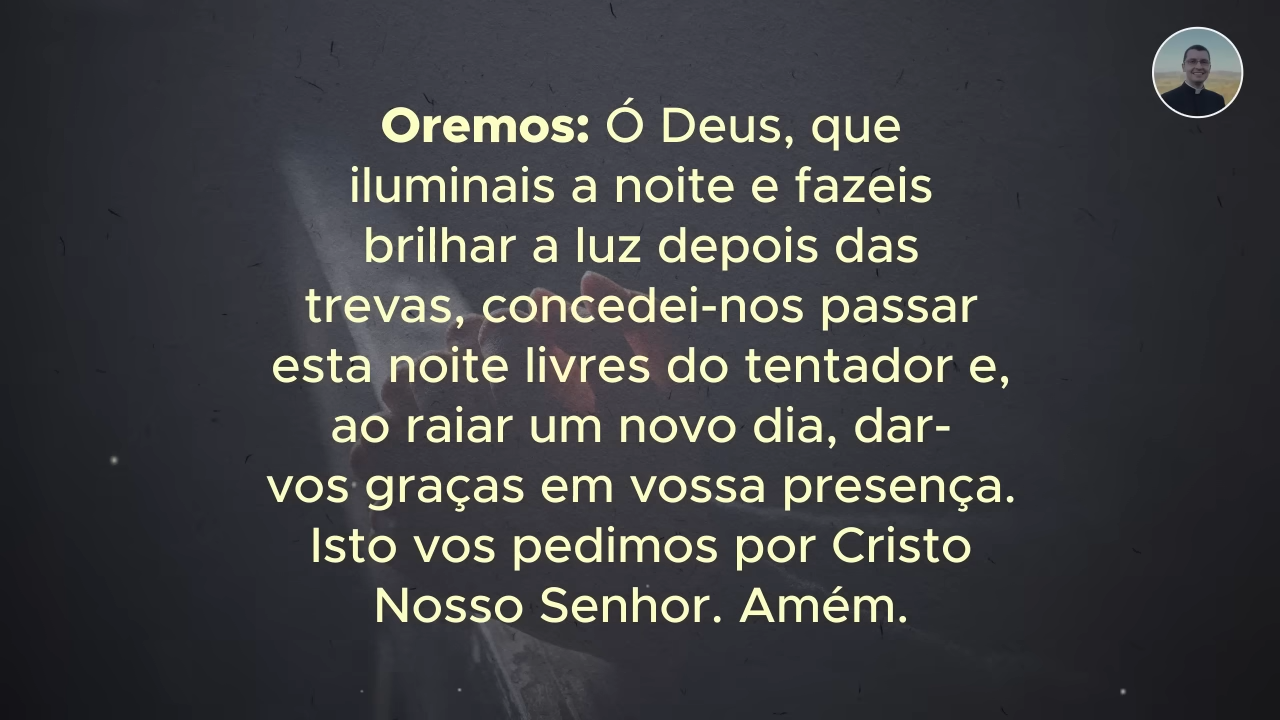 Oremos: Ó Deus, que
iluminais a noite e fazeis
brilhar a luz depois das
trevas, concedei-nos passar
esta noite livres do tentador e,
ao raiar um novo dia, dar-
vos graças em vossa presença.
Isto vos pedimos por Cristo
Nosso Senhor. Amém.